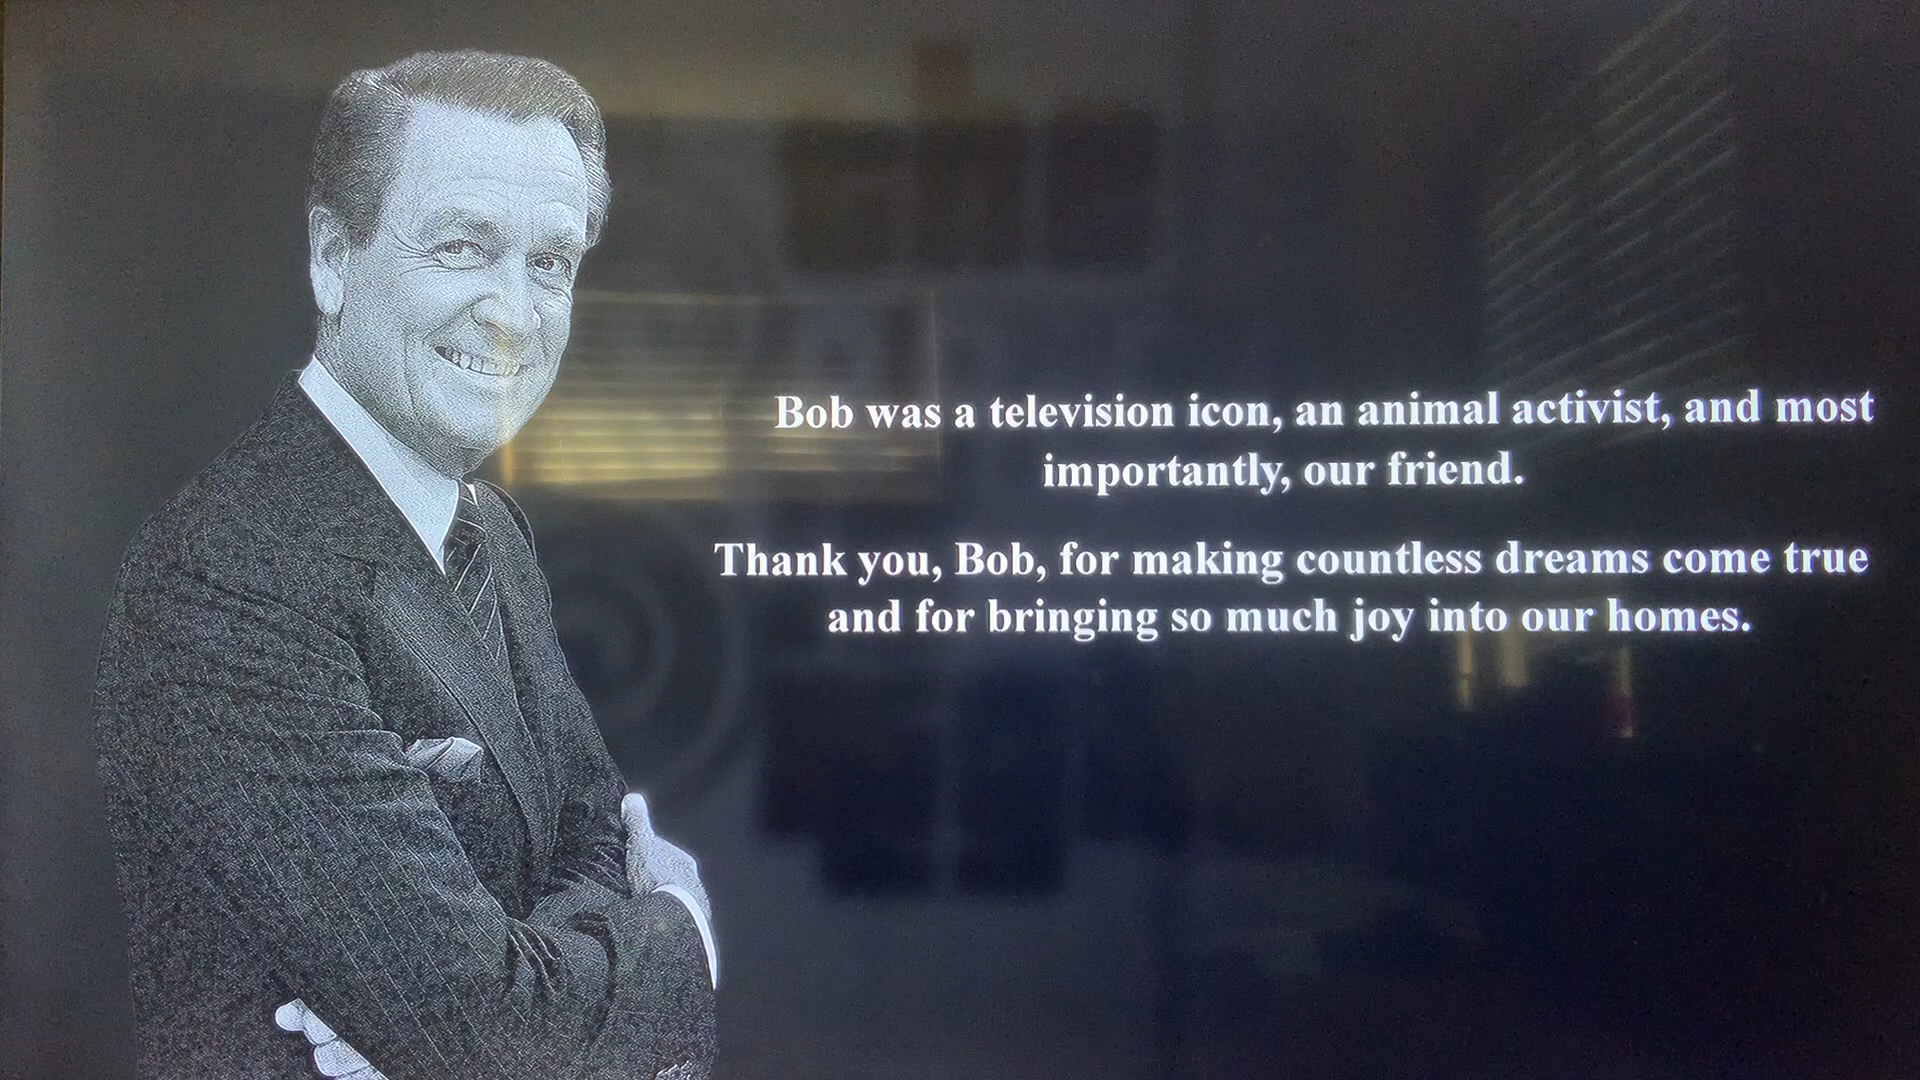 Bob was a television icon, an animal activist, and most
importantly, our friend.
Thank you, Bob, for making countless dreams come true
and for bringing so much joy into our homes.